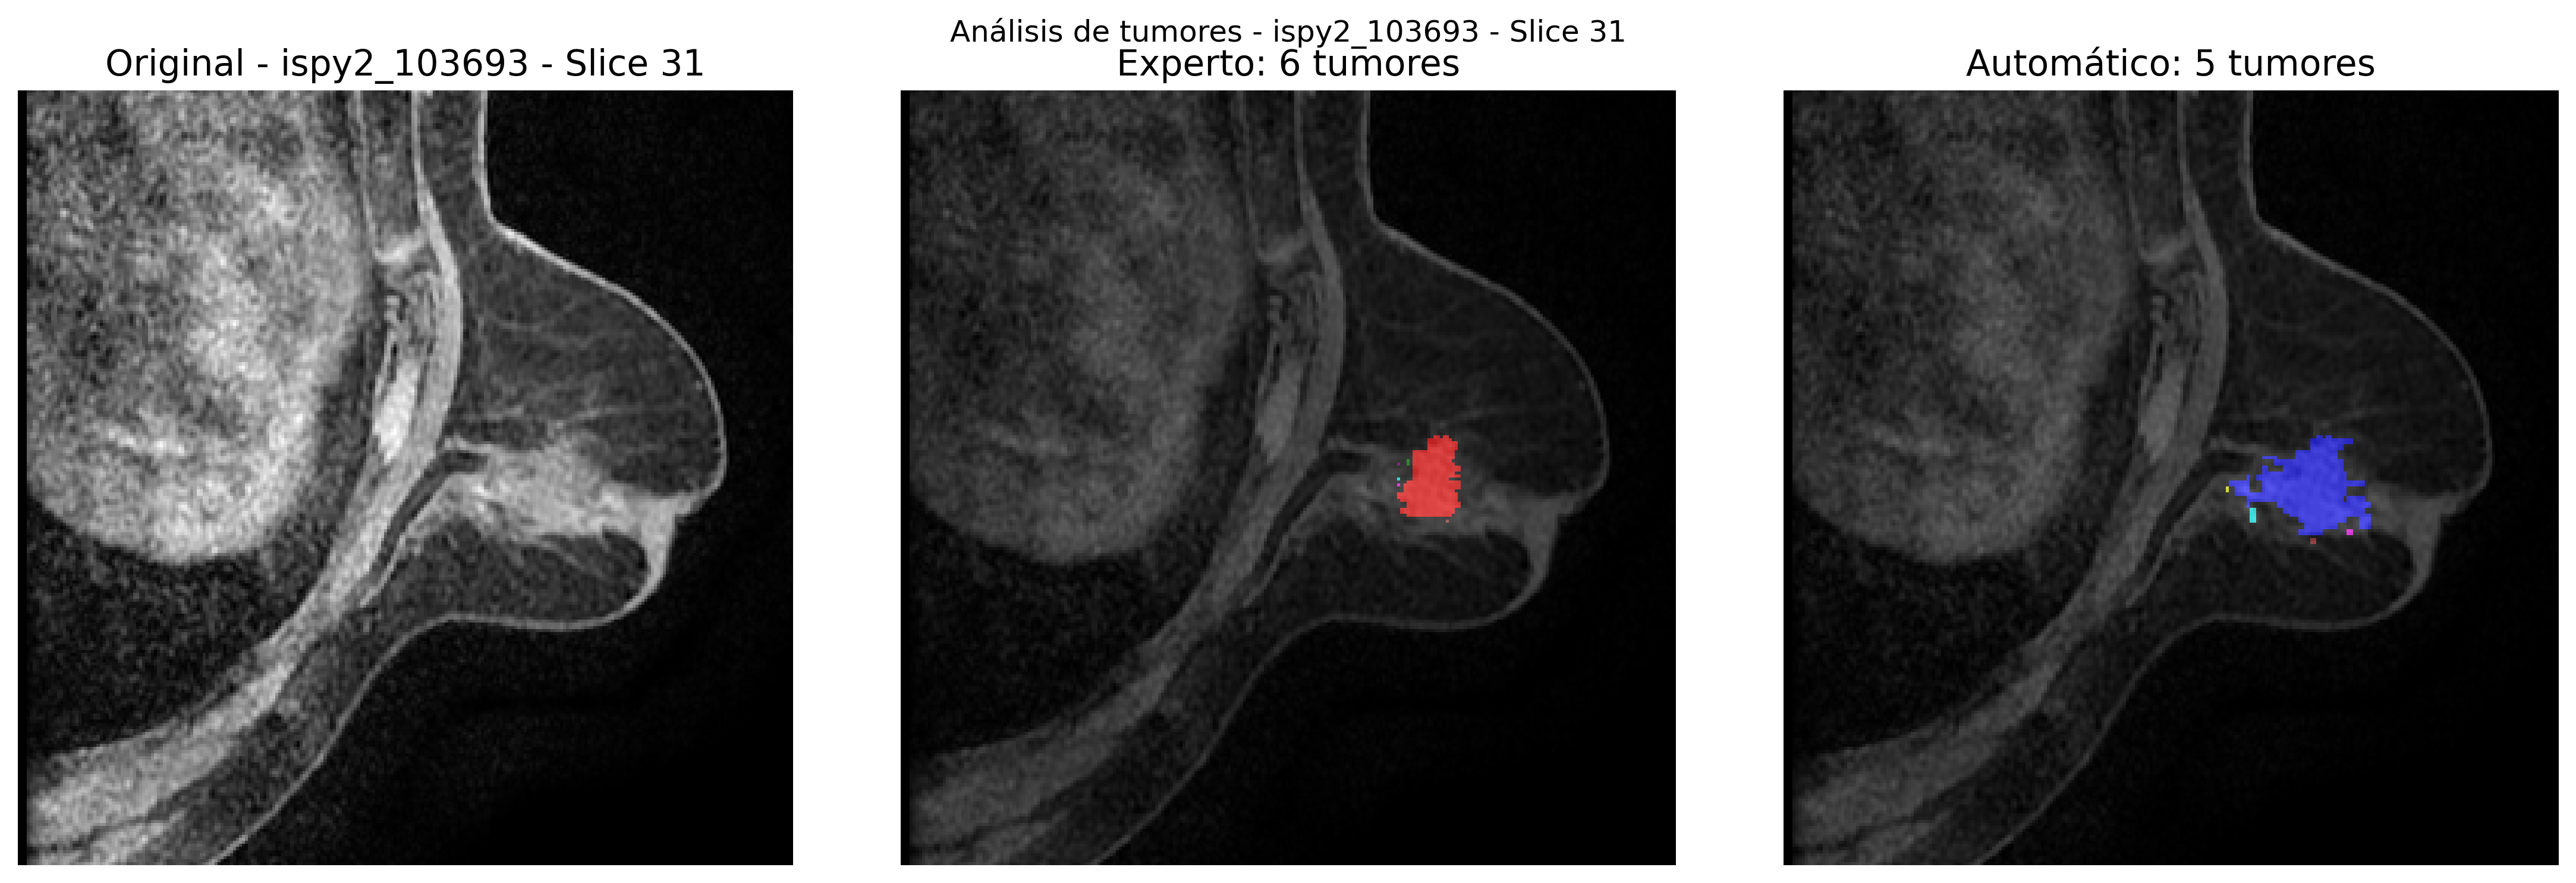 Análisis de tumores - ispy2_103693 - Slice 31
Original - ispy2_103693 - Slice 31
Experto: 6 tumores
Automático: 5 tumores